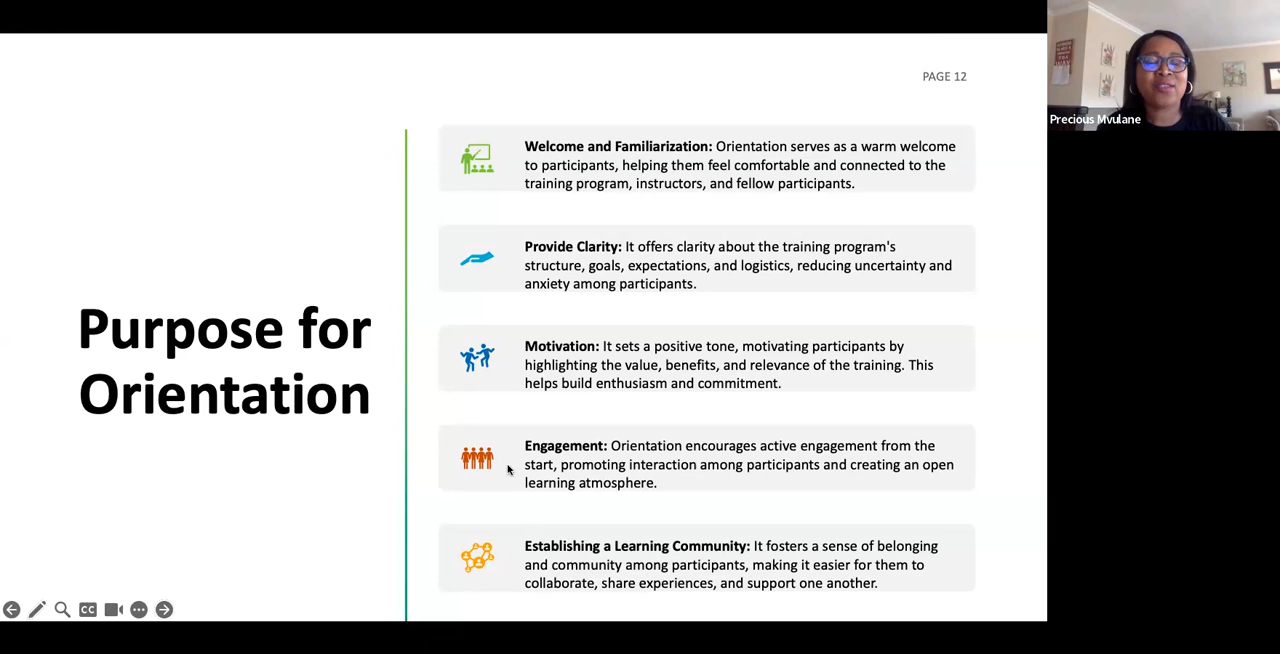 PAGE 12
Purpose for
Orientation
Welcome and Familiarization: Orientation serves as a warm welcome
to participants, helping them feel comfortable and connected to the
training program, instructors, and fellow participants.
Provide Clarity: It offers clarity about the training program's
structure, goals, expectations, and logistics, reducing uncertainty and
anxiety among participants.
Motivation: It sets a positive tone, motivating participants by
highlighting the value, benefits, and relevance of the training. This
helps build enthusiasm and commitment.
Engagement: Orientation encourages active engagement from the
start, promoting interaction among participants and creating an open
learning atmosphere.
Establishing a Learning Community: It fosters a sense of belonging
and community among participants, making it easier for them to
collaborate, share experiences, and support one another.
CC
Precious Mvulane